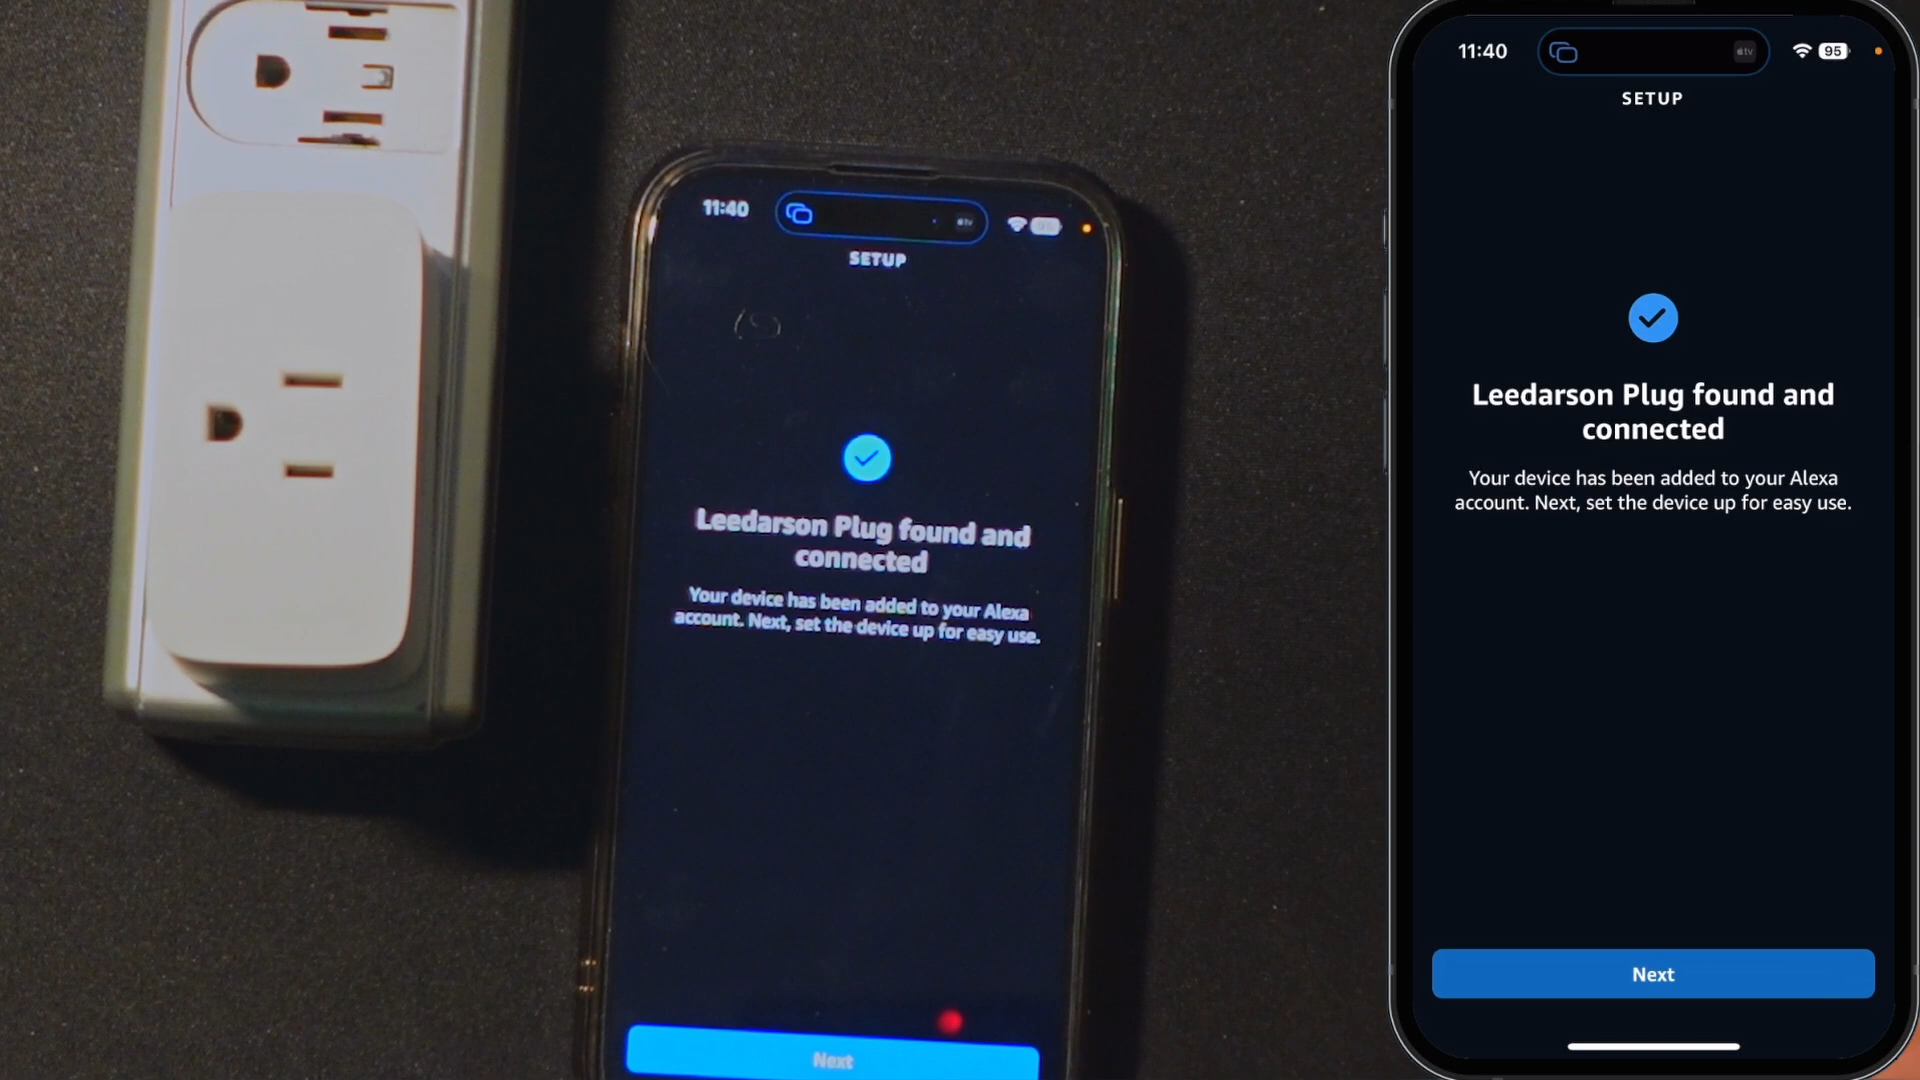 11:40
SETUP
Leedarson Plug found and
connected
Your device has been added to your Alexa
account. Next, set the device up for easy use.
Next
11:40
tv
95
SETUP
Leedarson Plug found and
connected
Your device has been added to your Alexa
account. Next, set the device up for easy use.
Next